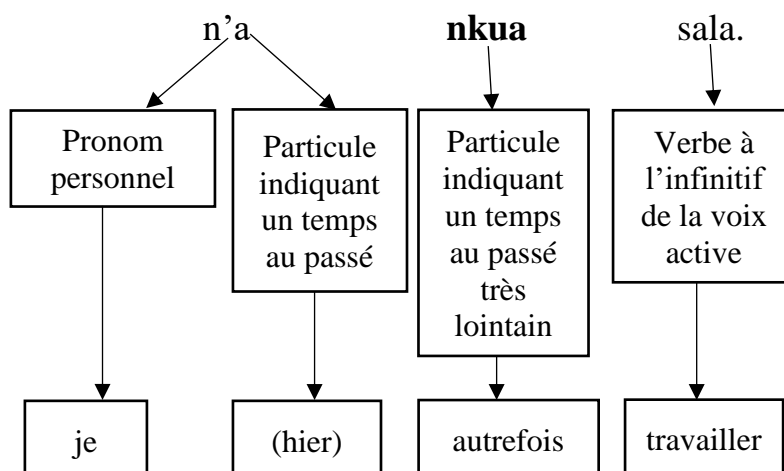 n’a nkua sala.
Pronom
personnel
Particule
indiquant
un temps
au passé
Particule
indiquant
un temps
au passé
très
lointain
Verbe à
l’infinitif
de la voix
active
je
(hier)
autrefois
travailler